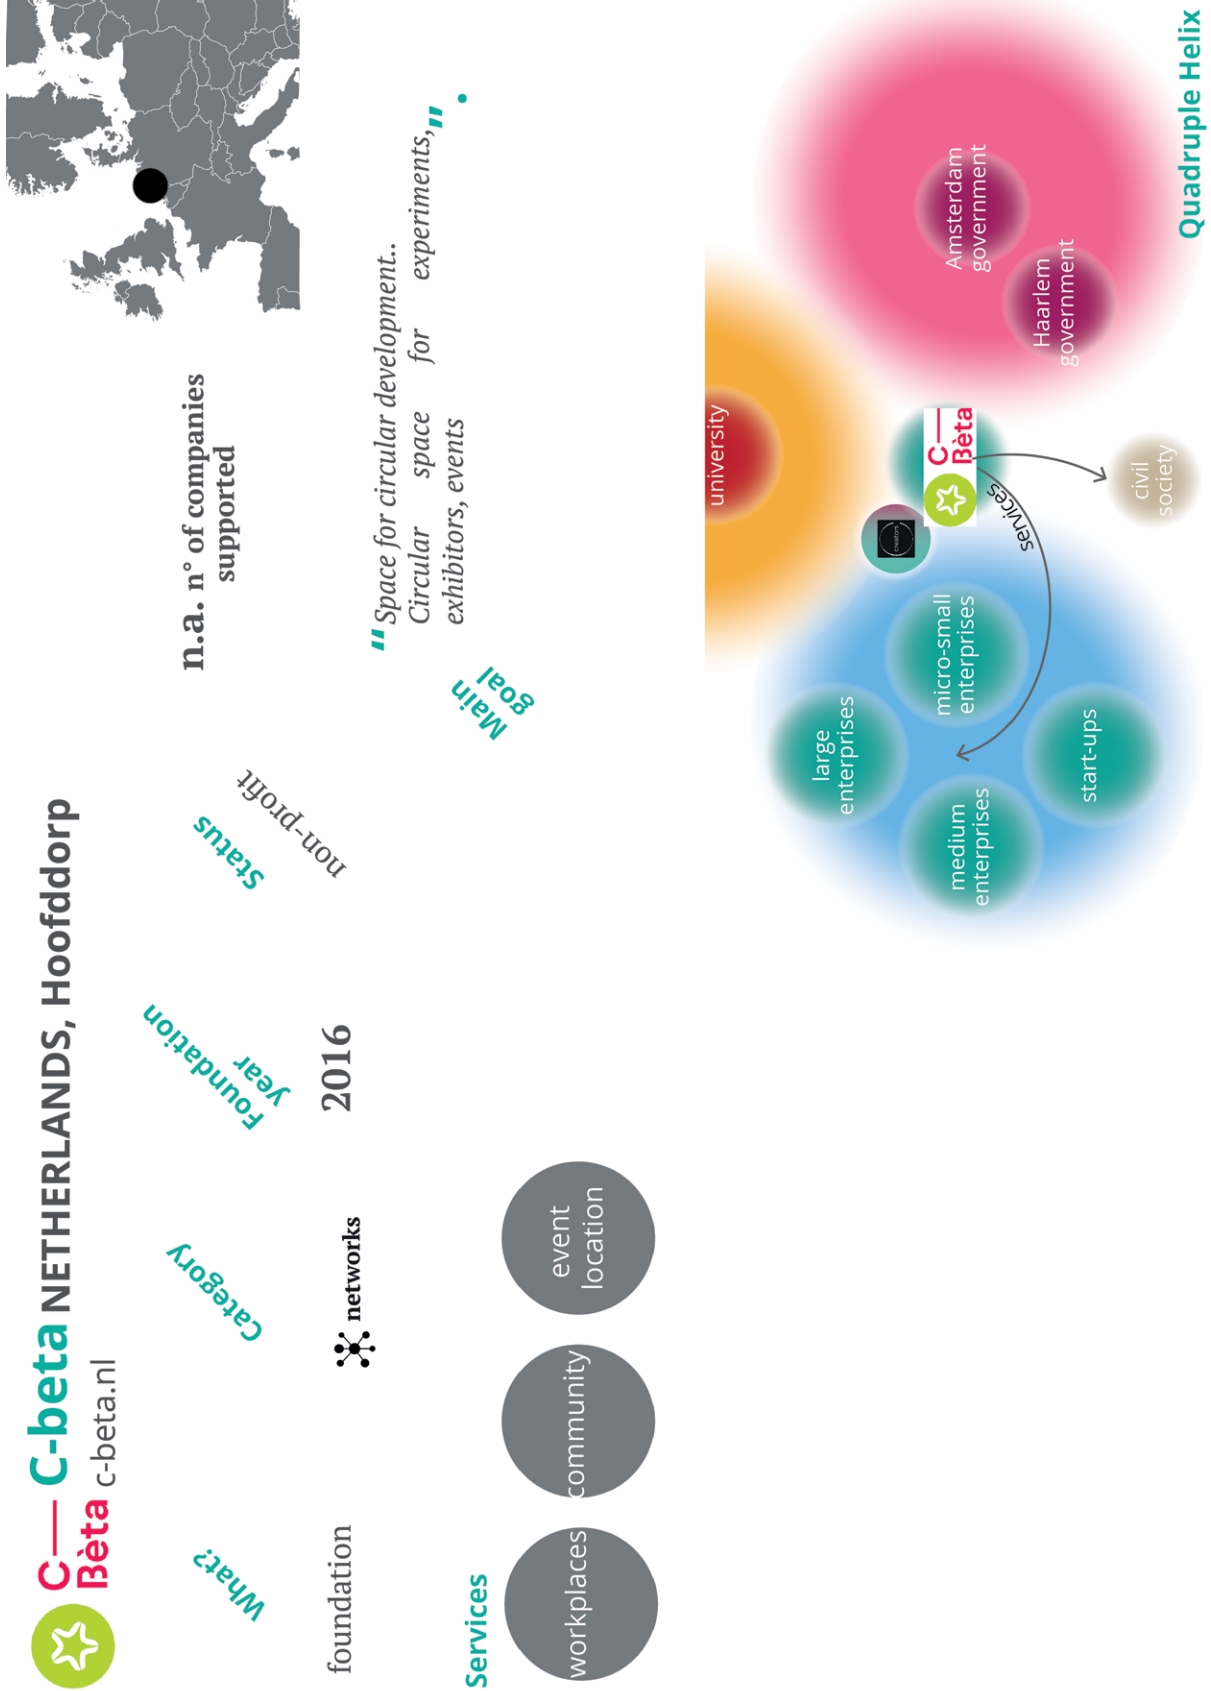 C—
Bèta
C-beta NETHERLANDS, Hoofddorp
c-beta.nl
What?
foundation
Category
networks
Foundation
year
2016
Status
non-profit
n.a. n° of companies
supported
Main
goal
"Space for circular development..
Circular space for experiments,
exhibitors, events".
Services
workplaces
community
event
location
large
enterprises
medium
enterprises
micro-small
enterprises
start-ups
university
creators
C—
Bèta
services
civil
society
Amsterdam
government
Haarlem
government
Quadruple Helix